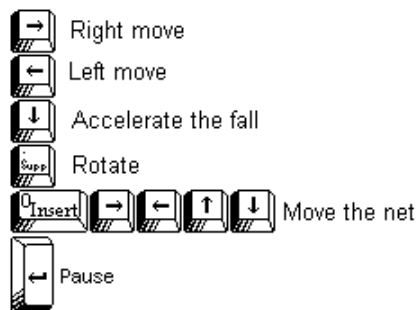 → Right move
← Left move
↓ Accelerate the fall
. Supp Rotate
0 Insert → ← ↑ ↓ Move the net
↵ Pause